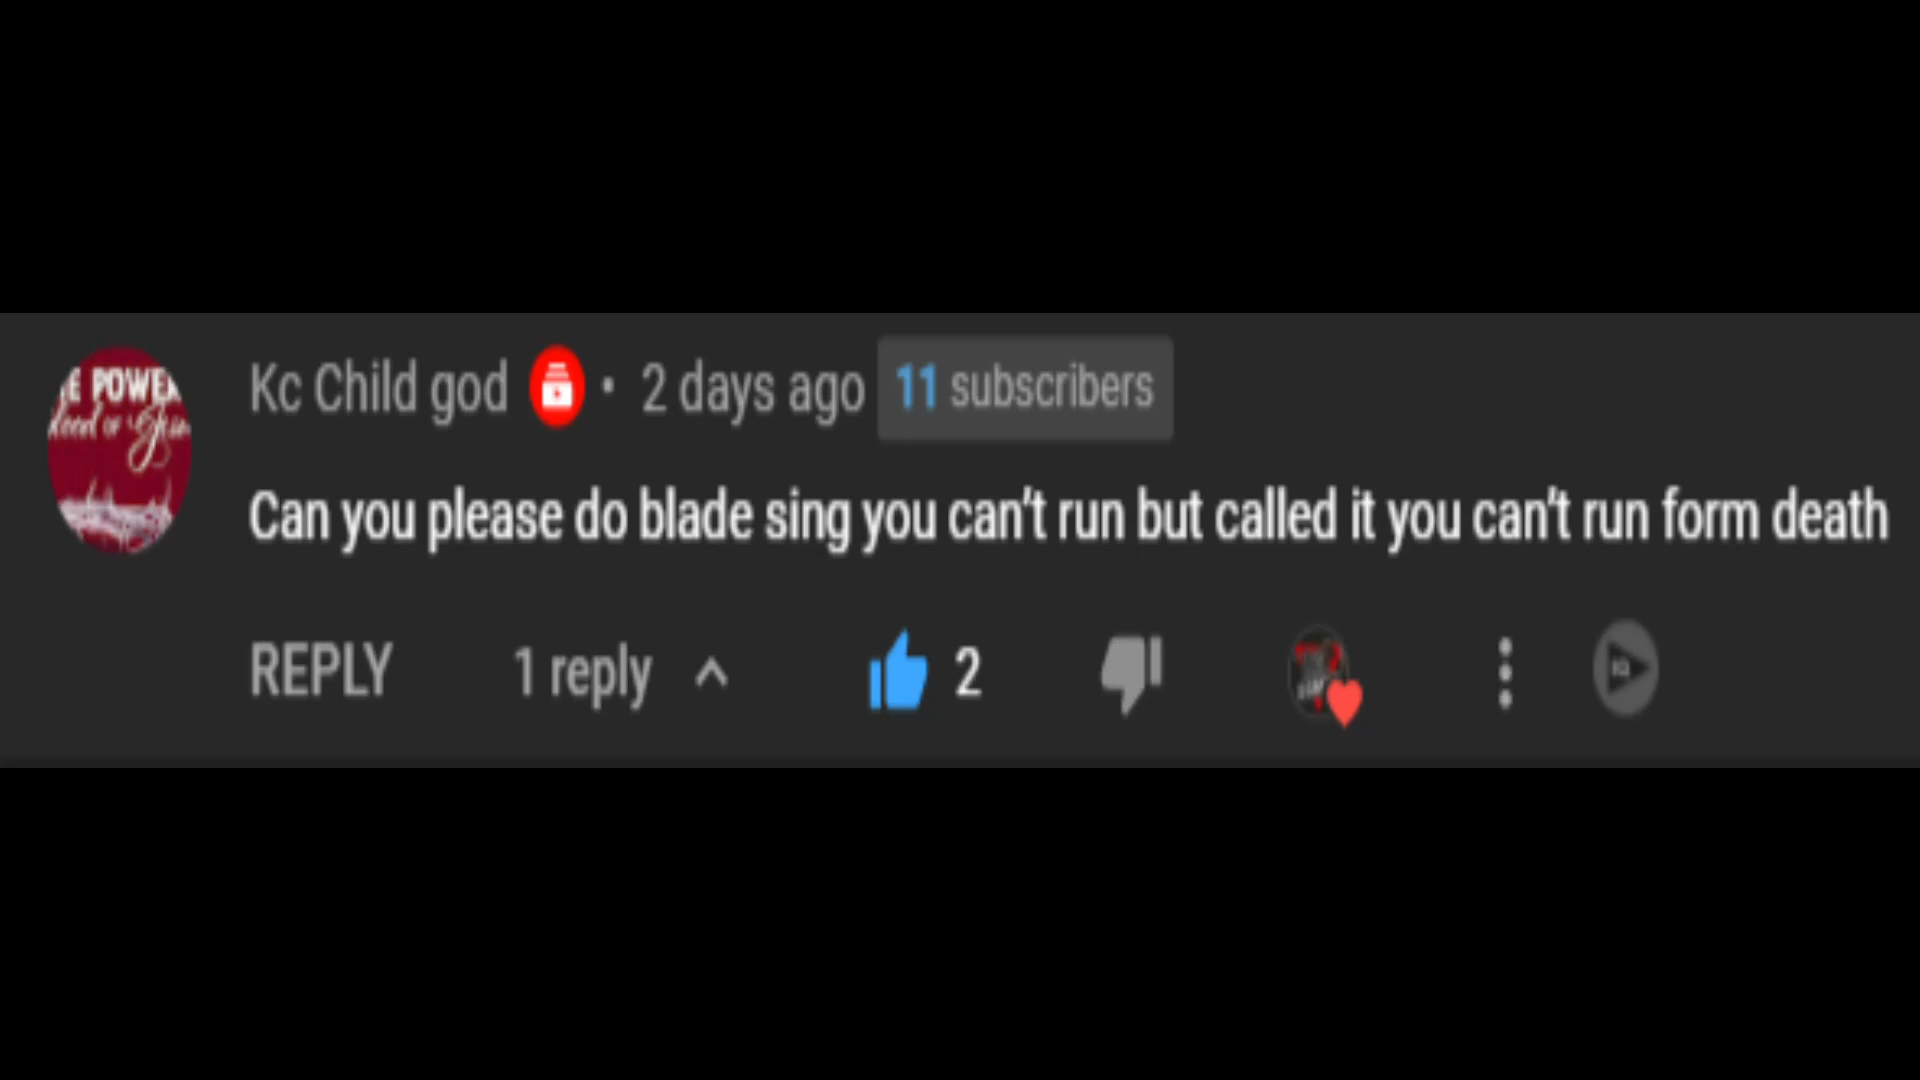 E POWER
Kc Child god • 2 days ago 11 subscribers
Can you please do blade sing you can't run but called it you can't run form death
REPLY 1 reply 2